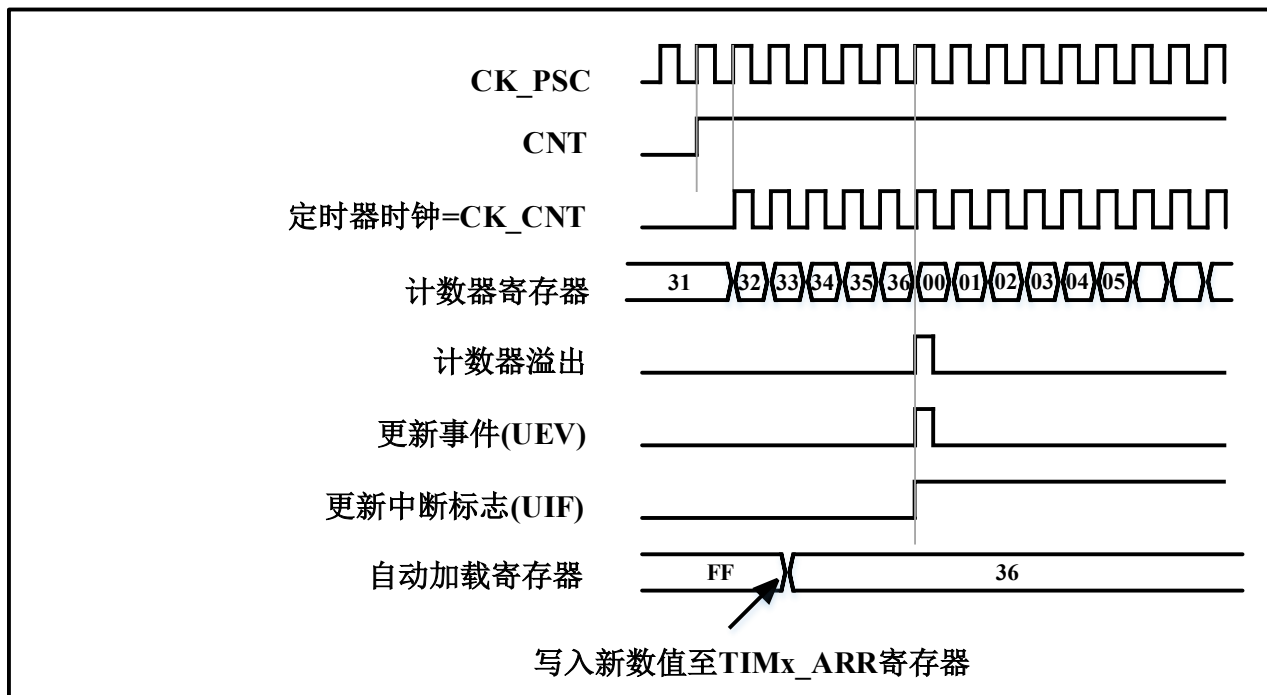 CK_PSC
CNT
定时器时钟=CK_CNT
计数器寄存器
31 32 33 34 35 36 00 01 02 03 04 05
计数器溢出
更新事件(UEV)
更新中断标志(UIF)
自动加载寄存器
FF 36
写入新数值至TIMx_ARR寄存器